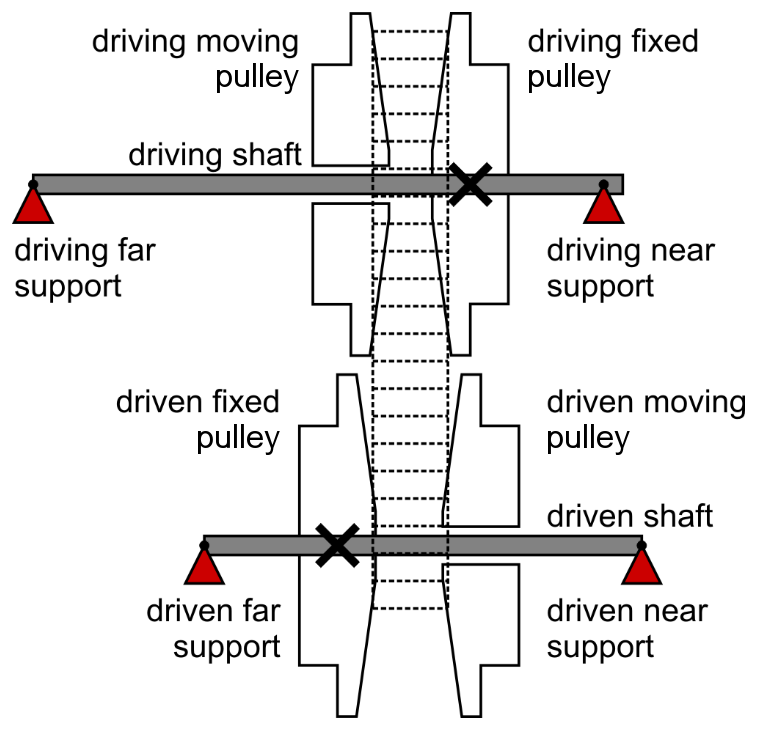 driving moving
pulley
driving fixed
pulley
driving shaft
driving far
support
driving near
support
driven fixed
pulley
driven moving
pulley
driven shaft
driven far
support
driven near
support